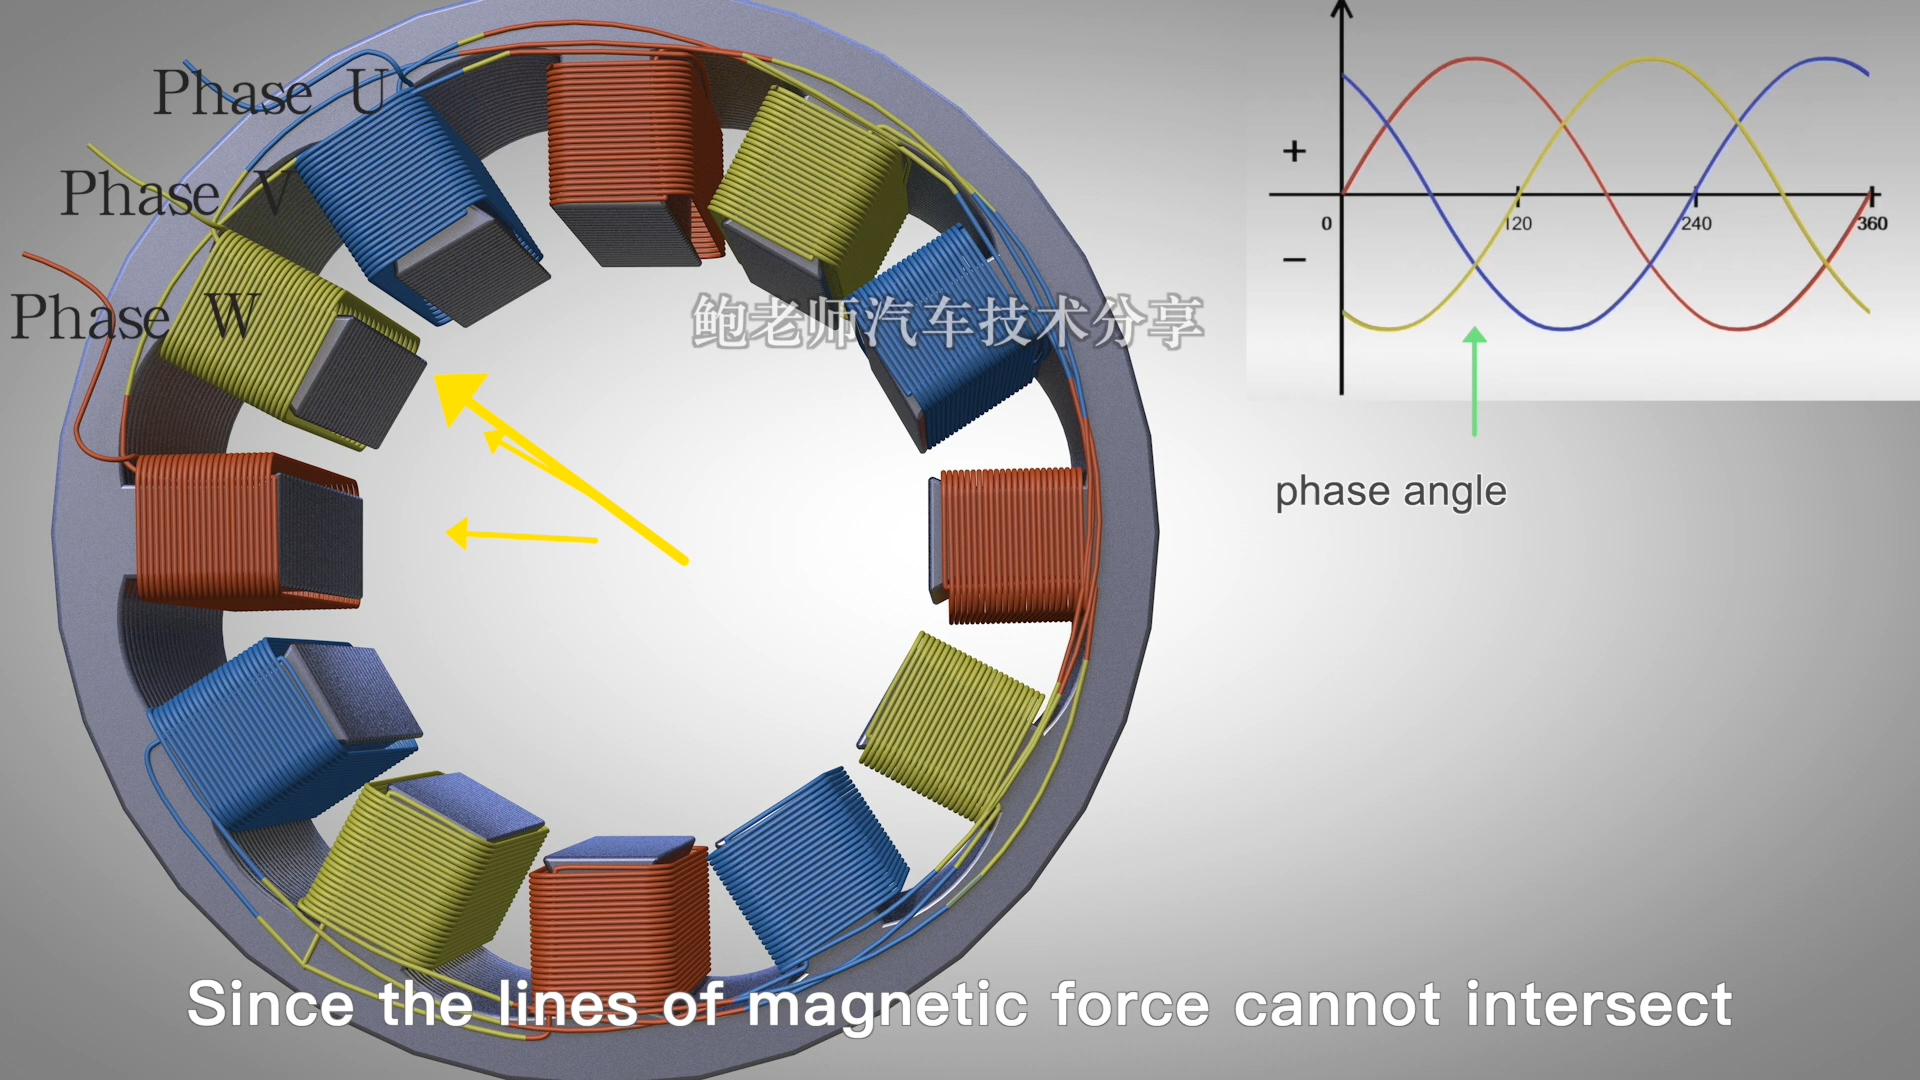 Phase U
Phase V
Phase W
鲍老师汽车技术分享
+
0
120
240
360
−
phase angle
Since the lines of magnetic force cannot intersect